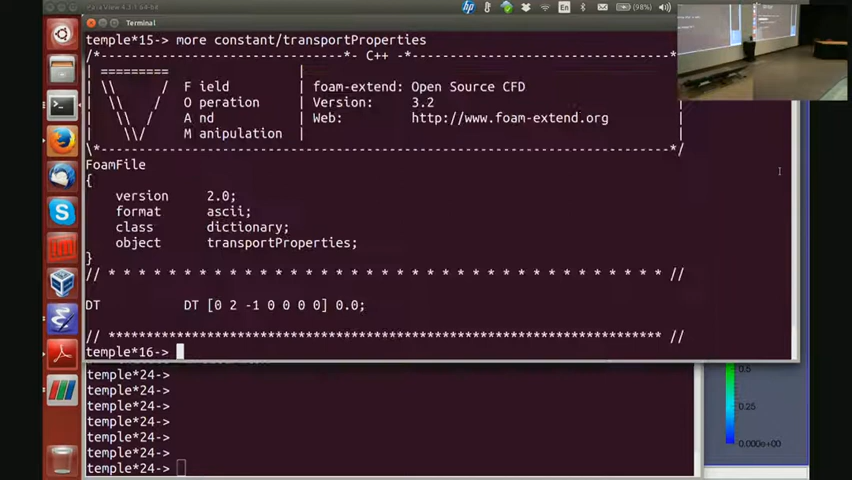 Terminal
(98%)
En
temple*15-> more constant/transportProperties
/*---------------------------------*- C++ -*-----------------------------------*\
| =========                 |
| \\      /  F ield         | foam-extend: Open Source CFD
|  \\    /   O peration     | Version:     3.2
|   \\  /    A nd           | Web:         http://www.foam-extend.org |
|    \\/     M anipulation  | |
\*-----------------------------------------------------------------------------*/
FoamFile
{
version     2.0;
format      ascii;
class       dictionary;
object      transportProperties;
}
// * * * * * * * * * * * * * * * * * * * * * * * * * * * * * * * * * * * * * //
DT              DT [0 2 -1 0 0 0 0] 0.0;
// ************************************************************************* //
temple*16->
temple*24->
temple*24->
temple*24->
temple*24->
temple*24->
temple*24->
temple*24->
0.5
0.25
0.000e+00